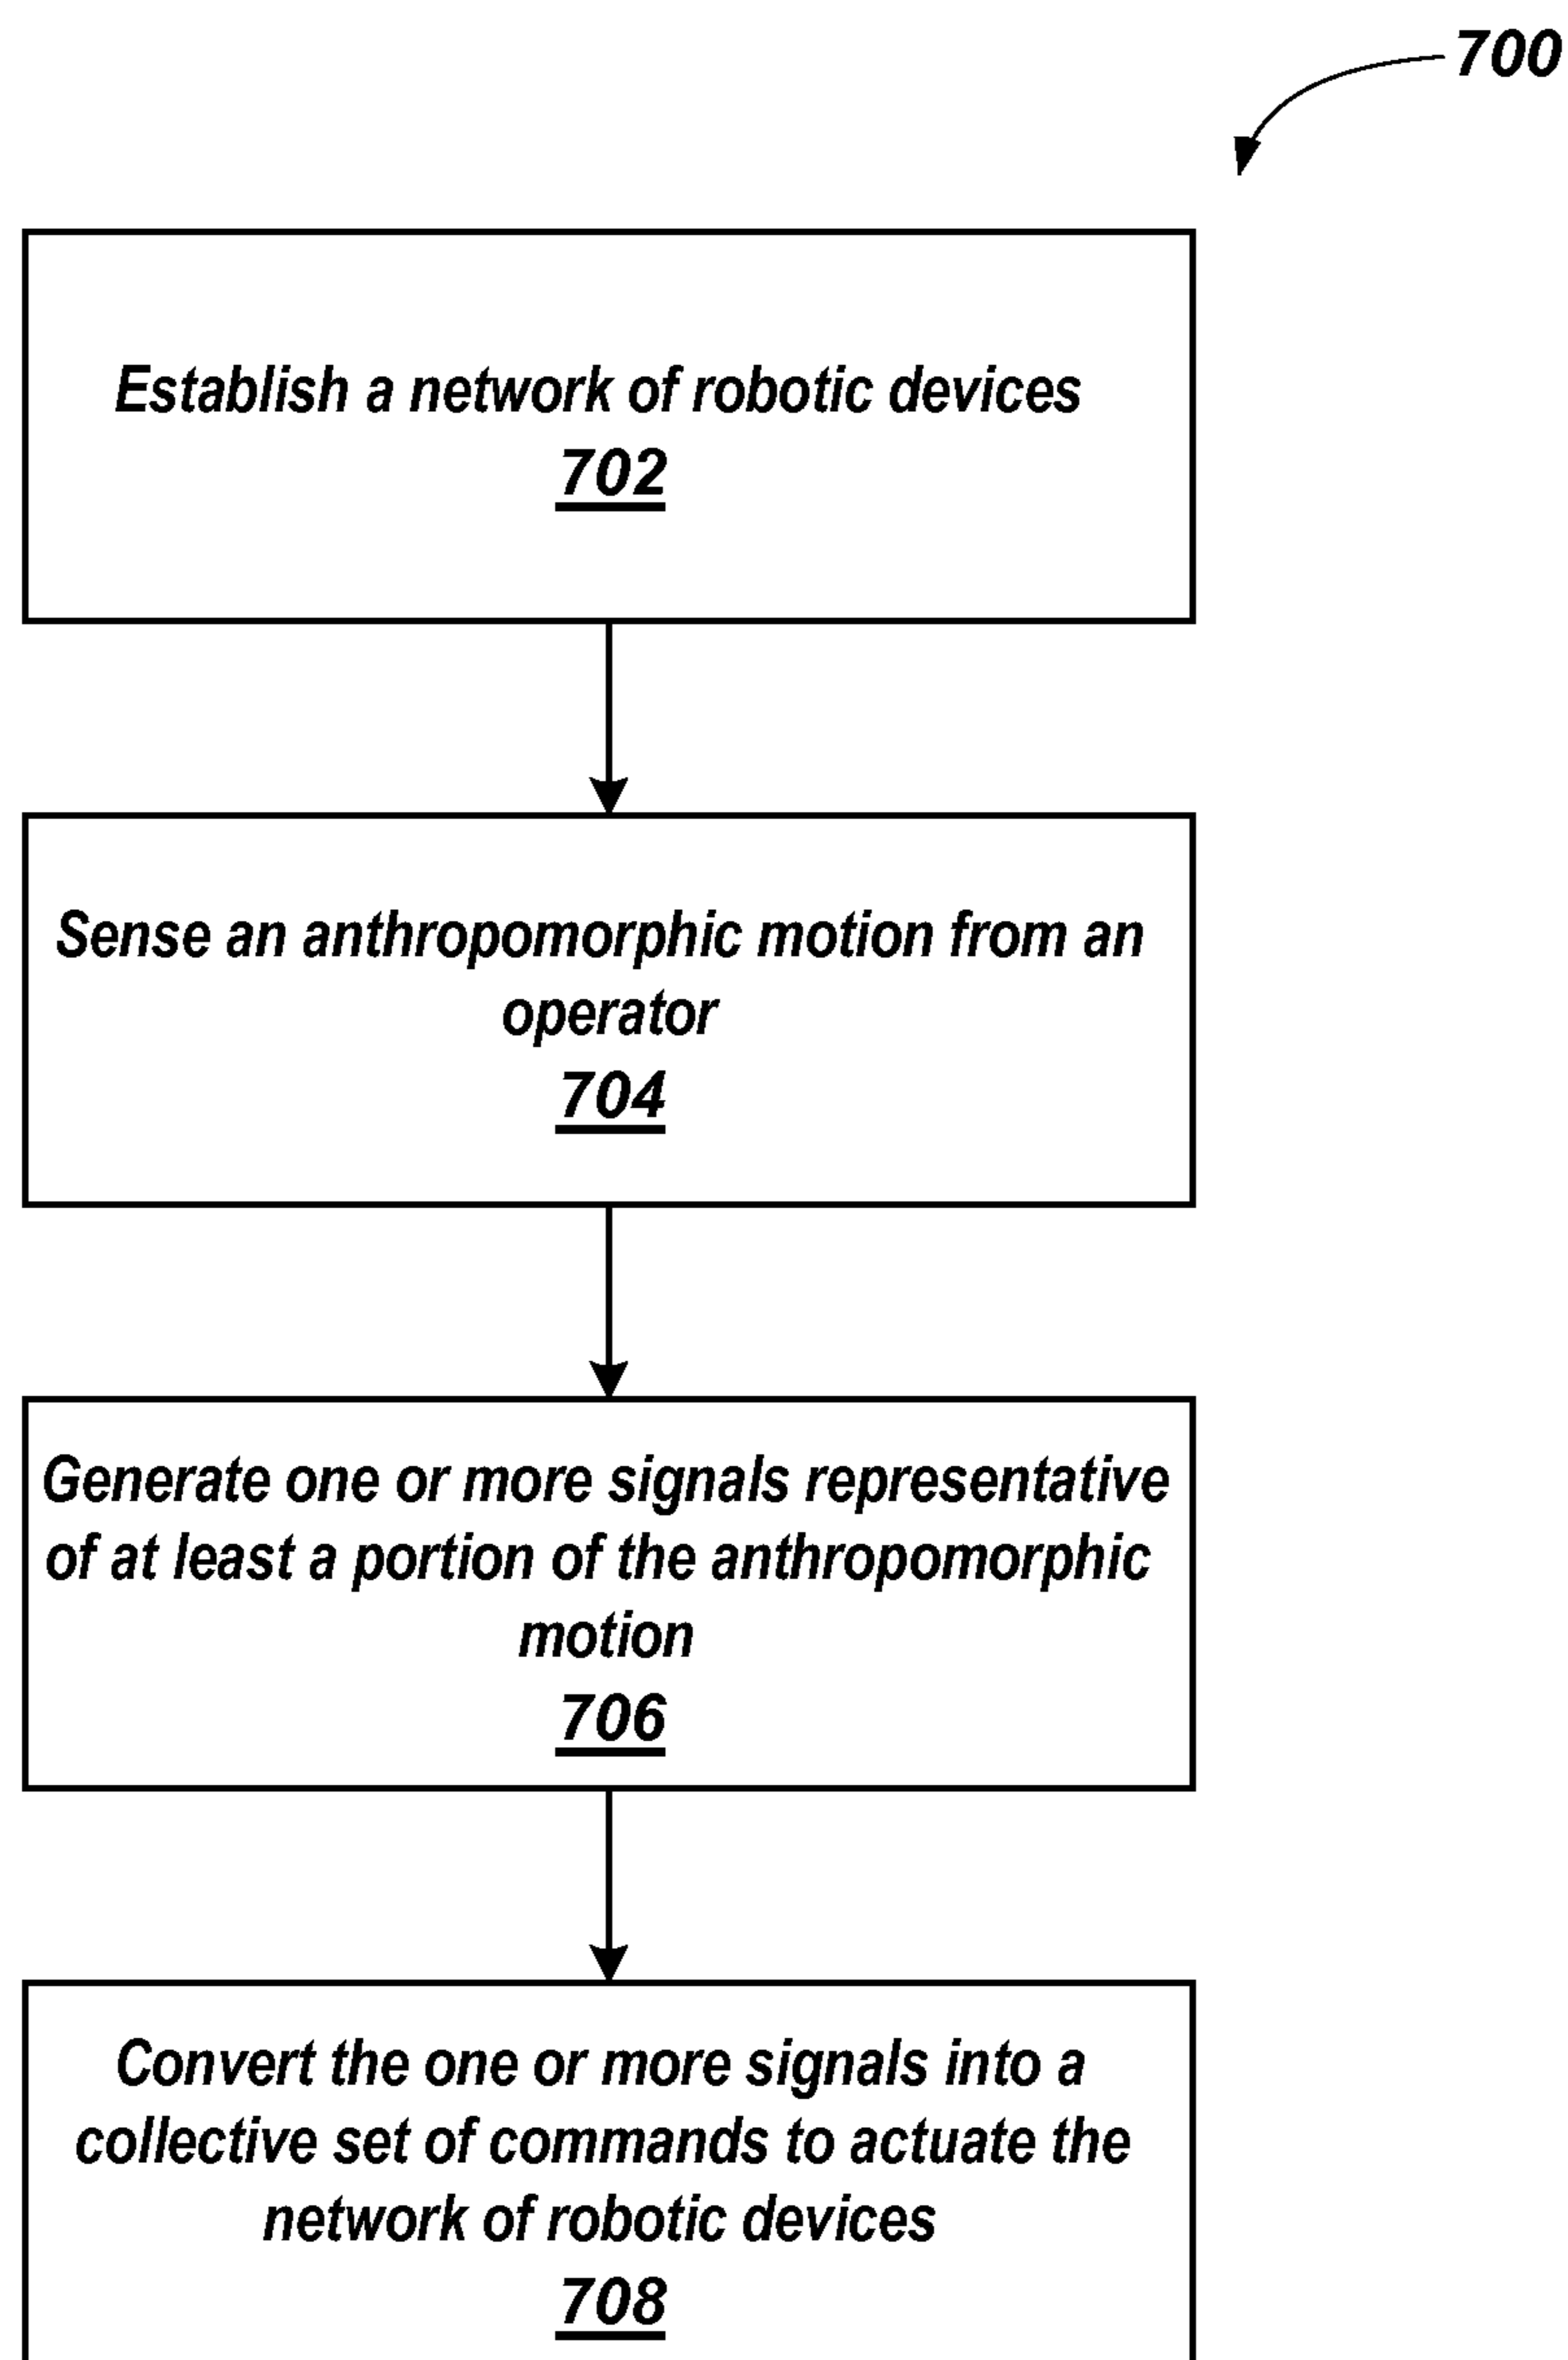 700
Establish a network of robotic devices
702
Sense an anthropomorphic motion from an
operator
704
Generate one or more signals representative
of at least a portion of the anthropomorphic
motion
706
Convert the one or more signals into a
collective set of commands to actuate the
network of robotic devices
708